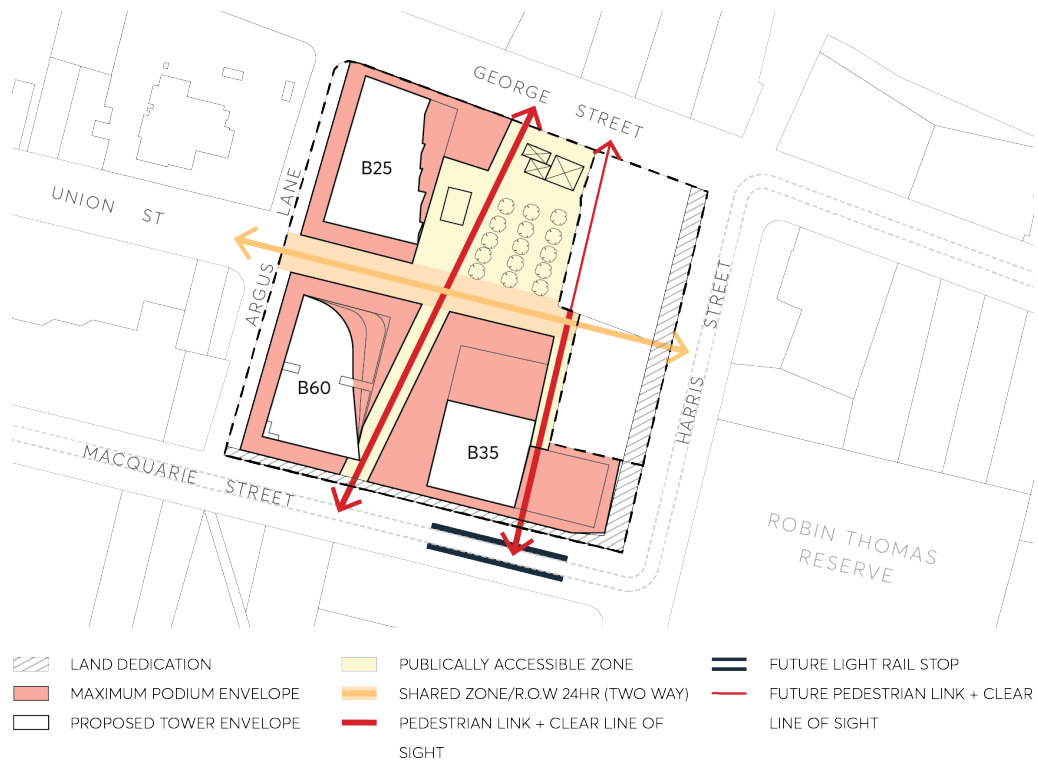 GEORGE STREET
B25
UNION ST
ARGUS LANE
HARRIS STREET
B60
B35
MACQUARIE STREET
ROBIN THOMAS
RESERVE
LAND DEDICATION
MAXIMUM PODIUM ENVELOPE
PROPOSED TOWER ENVELOPE
PUBLICALLY ACCESSIBLE ZONE
SHARED ZONE/R.O.W 24HR (TWO WAY)
PEDESTRIAN LINK + CLEAR LINE OF
SIGHT
FUTURE LIGHT RAIL STOP
FUTURE PEDESTRIAN LINK + CLEAR
LINE OF SIGHT